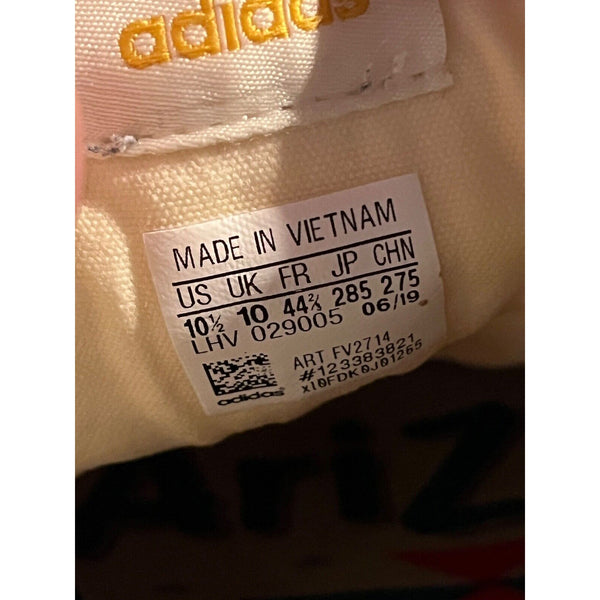 adidas
MADE IN VIETNAM
US UK FR JP CHN
10½ 10 44⅔ 285 275
LHV 029005 06/19
ART FV2714
#123383821
X10FDK0J01265
adidas
AriZ